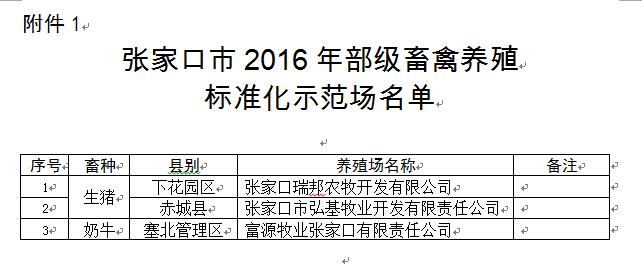 附件 1
张家口市 2016 年部级畜禽养殖
标准化示范场名单
序号 畜种 县别 养殖场名称 备注
1 生猪 下花园区 张家口瑞邦农牧开发有限公司
2 赤城县 张家口市弘基牧业开发有限责任公司
3 奶牛 塞北管理区 富源牧业张家口有限责任公司